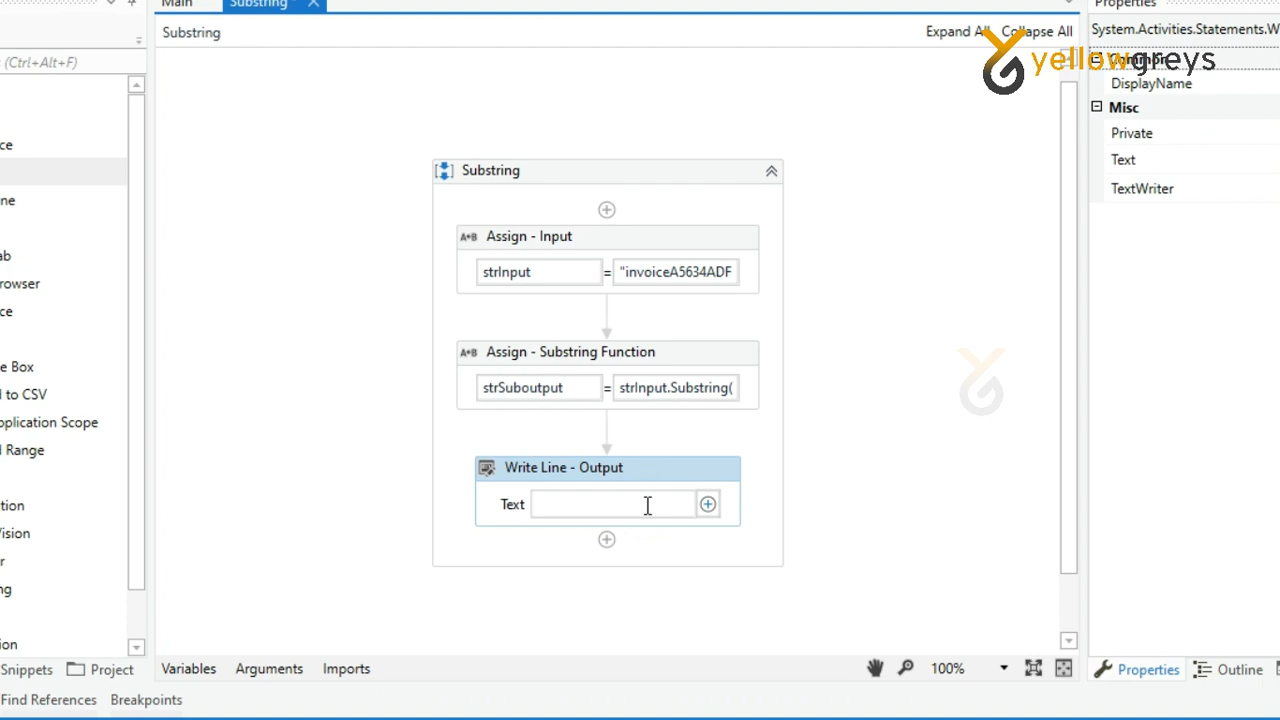 Main
Substring
Properties
Substring
Expand All
Collapse All
System.Activities.Statements.W
yellowgreys
(Ctrl+Alt+F)
Common
DisplayName
Misc
Private
Text
TextWriter
ce
ne
ab
rowser
ce
e Box
l to CSV
pplication Scope
d Range
tion
ision
r
ng
ion
Substring
Assign - Input
strInput = "invoiceA5634ADF
Assign - Substring Function
strSuboutput = strInput.Substring(
Write Line - Output
Text
Snippets
Project
Variables
Arguments
Imports
100%
Properties
Outline
Find References
Breakpoints